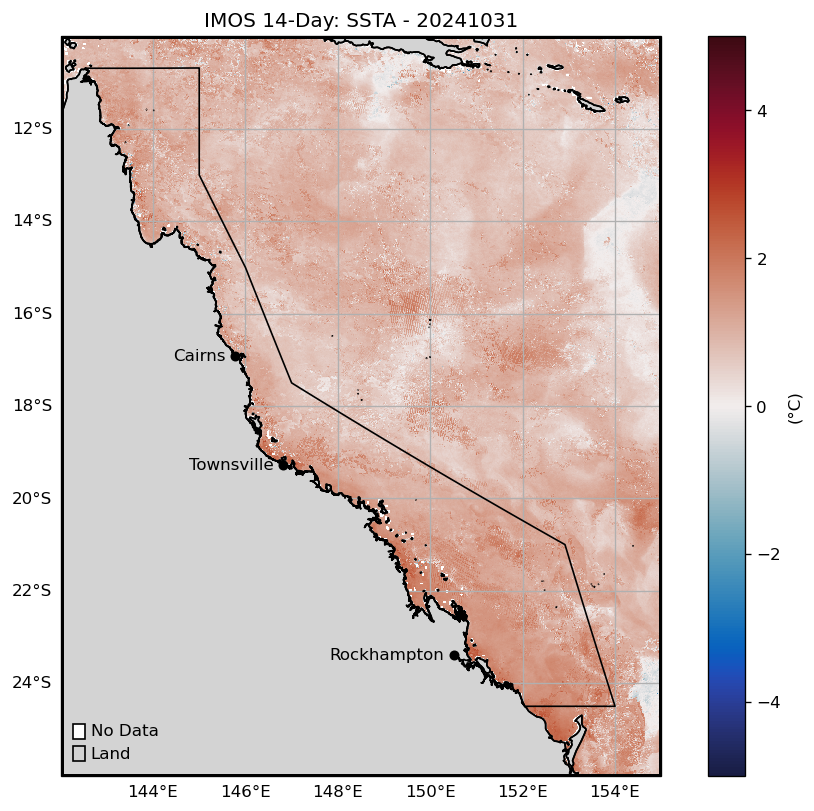 IMOS 14-Day: SSTA - 20241031
12°S
14°S
16°S
18°S
20°S
22°S
24°S
Cairns
Townsville
Rockhampton
No Data
Land
144°E 146°E 148°E 150°E 152°E 154°E
4
2
0
−2
−4
(°C)